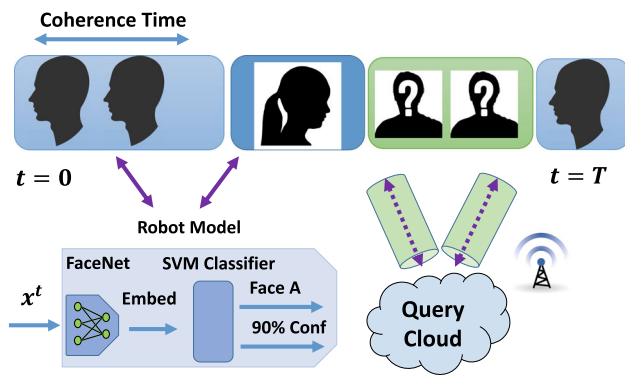 Coherence Time
? ?
t = 0
t = T
Robot Model
FaceNet SVM Classifier
x^t
Embed
Face A
90% Conf
Query
Cloud